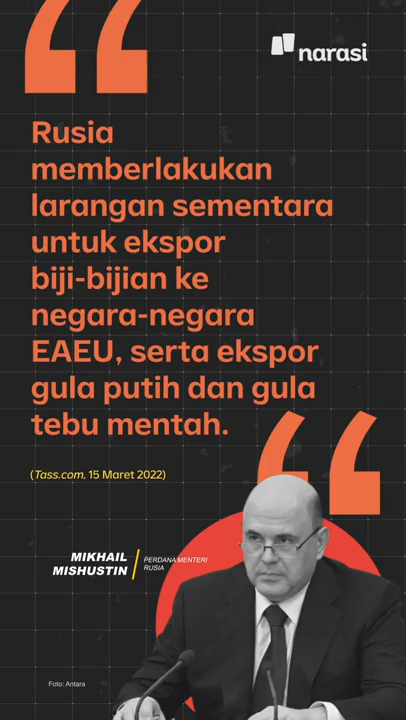 narasi
Rusia
memberlakukan
larangan sementara
untuk ekspor
biji-bijian ke
negara-negara
EAEU, serta ekspor
gula putih dan gula
tebu mentah.
(Tass.com, 15 Maret 2022)
MIKHAIL
MISHUSTIN
PERDANA MENTERI
RUSIA
Foto: Antara